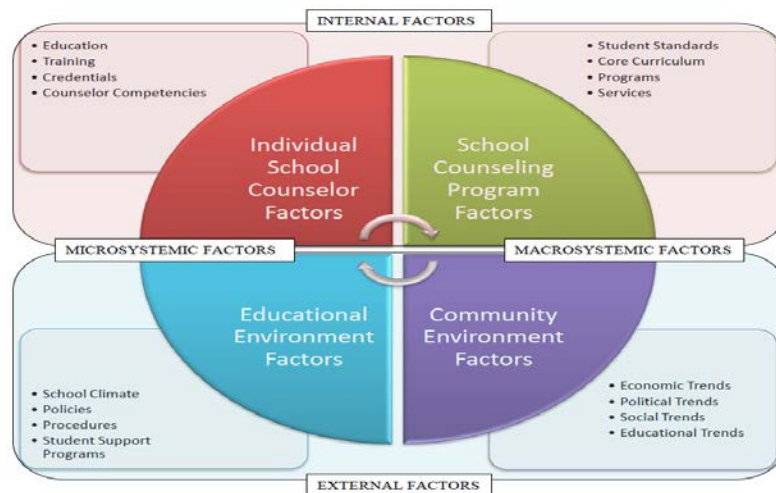 INTERNAL FACTORS
• Education
• Training
• Credentials
• Counselor Competencies
• Student Standards
• Core Curriculum
• Programs
• Services
Individual
School
Counselor
Factors
School
Counseling
Program
Factors
MICROSYSTEMIC FACTORS
MACROSYSTEMIC FACTORS
Educational
Environment
Factors
Community
Environment
Factors
• School Climate
• Policies
• Procedures
• Student Support
Programs
• Economic Trends
• Political Trends
• Social Trends
• Educational Trends
EXTERNAL FACTORS